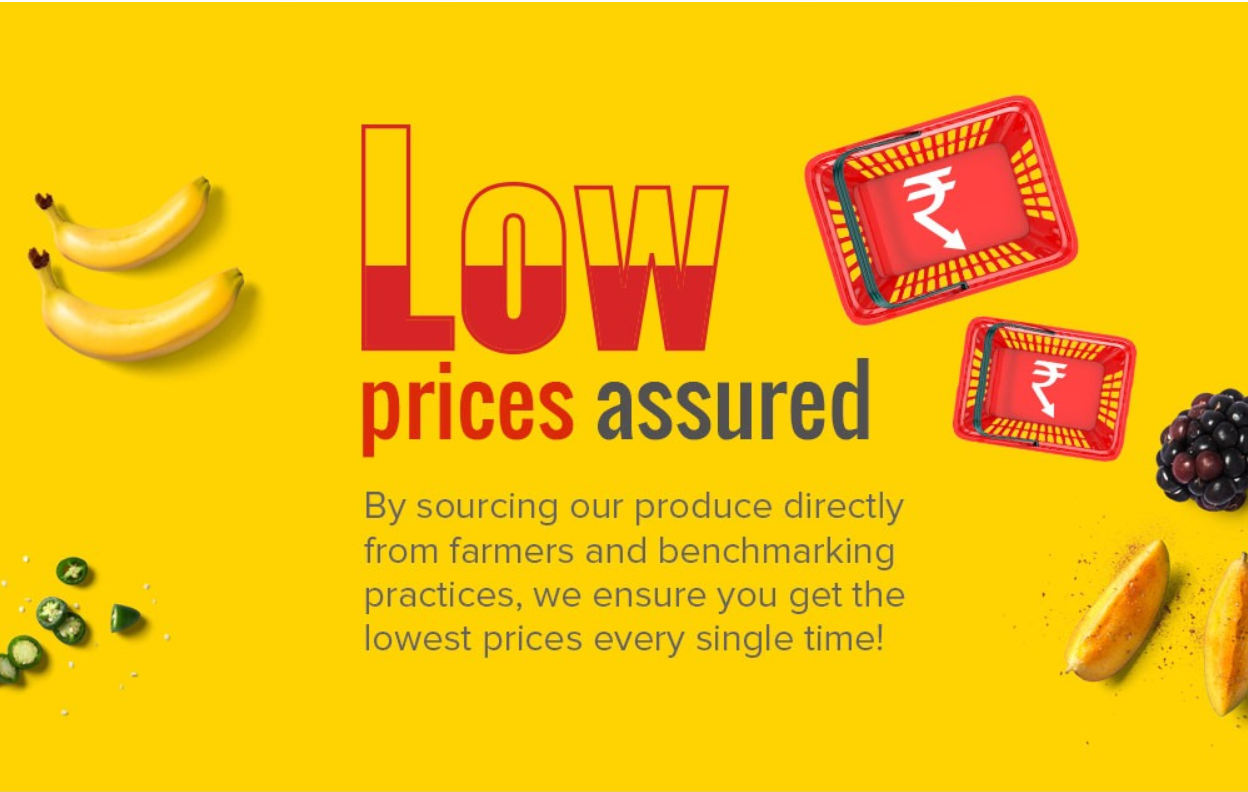 Low
prices assured
By sourcing our produce directly
from farmers and benchmarking
practices, we ensure you get the
lowest prices every single time!